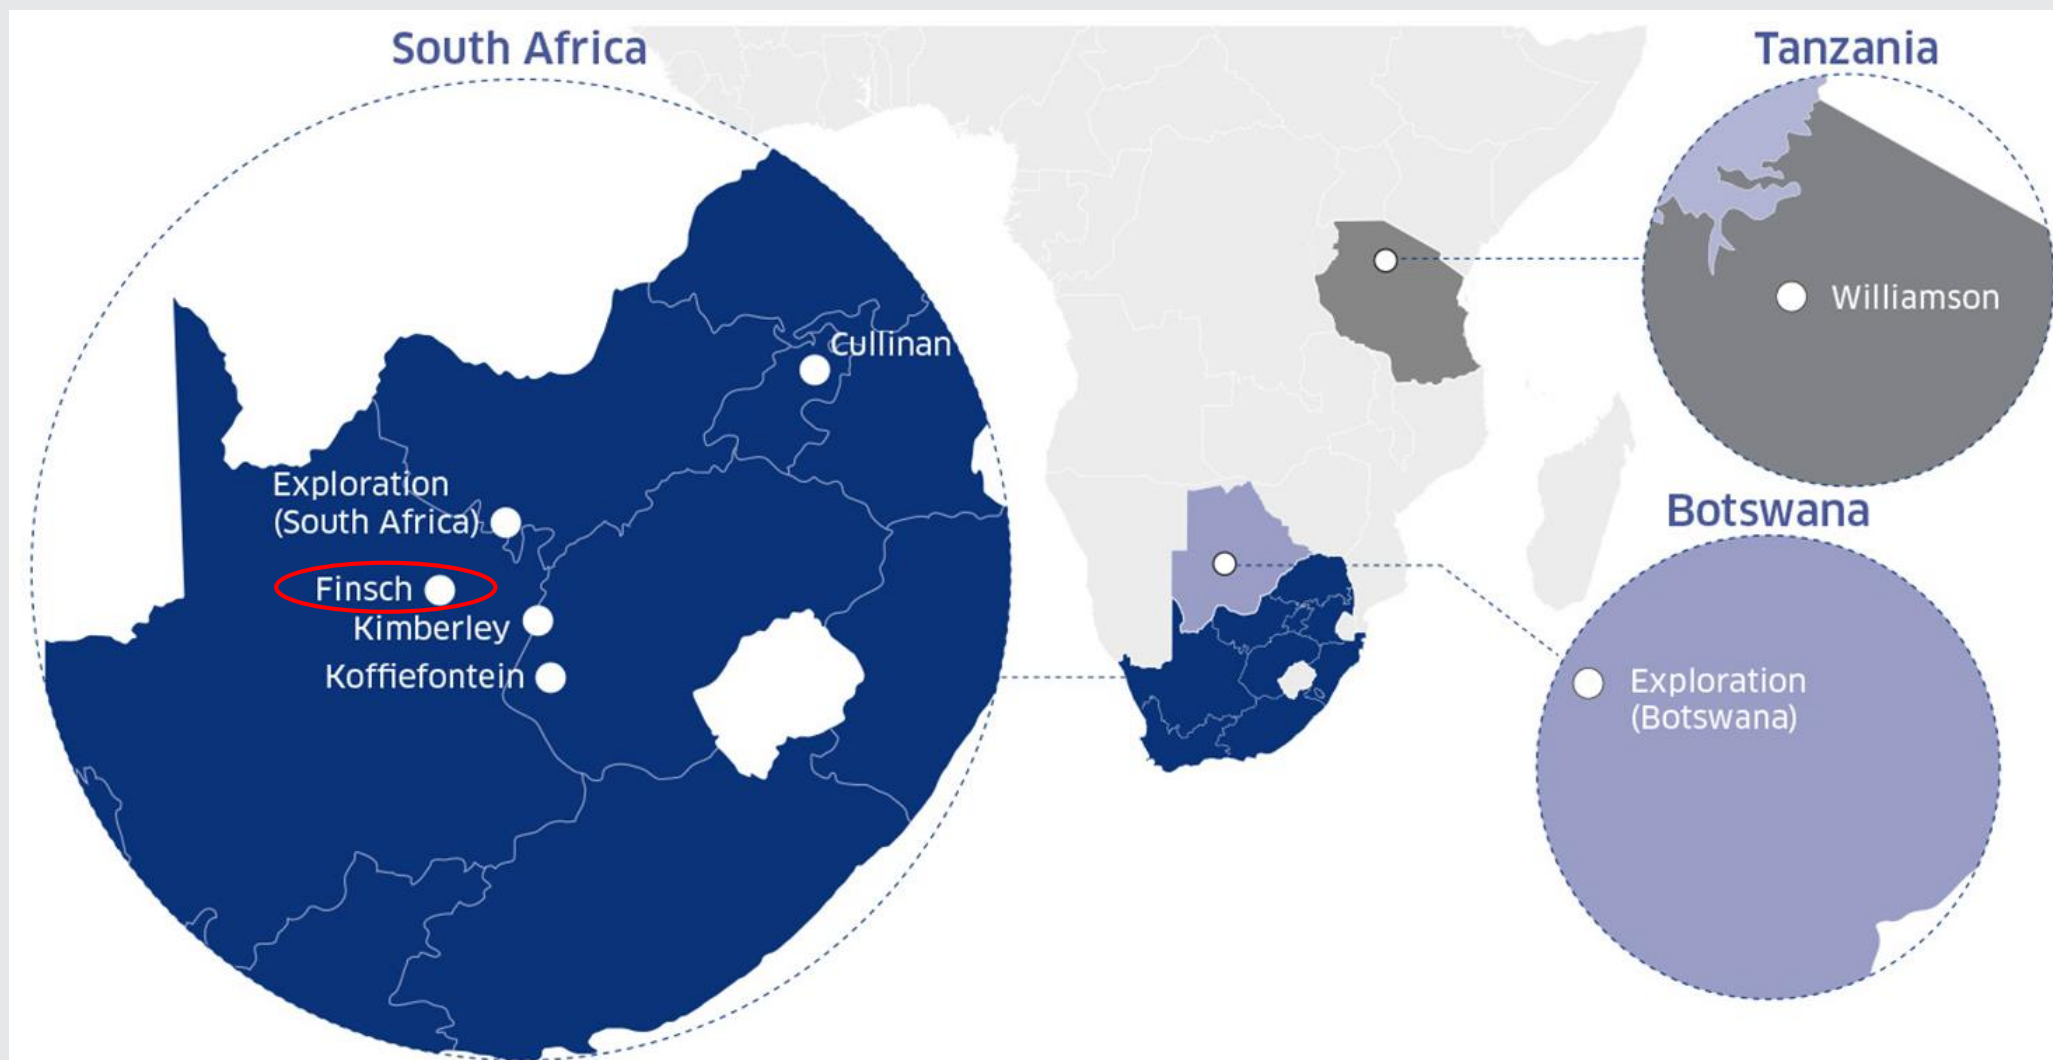 South Africa
Cullinan
Exploration
(South Africa)
Finsch
Kimberley
Koffiefontein
Tanzania
Williamson
Botswana
Exploration
(Botswana)